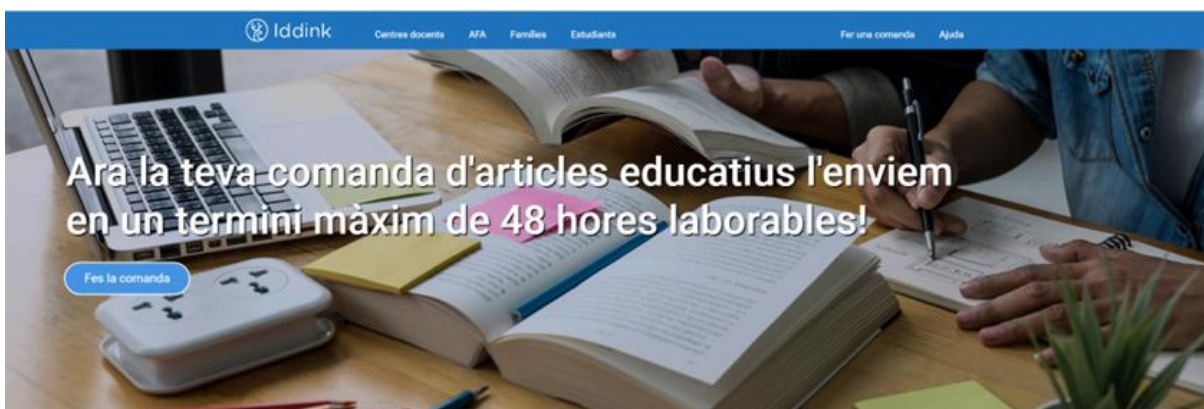 Iddink
Centres docents AFA Famílies Estudiants Fer una comanda Ajuda
Ara la teva comanda d'articles educatius l'enviem
en un termini màxim de 48 hores laborables!
Fes la comanda